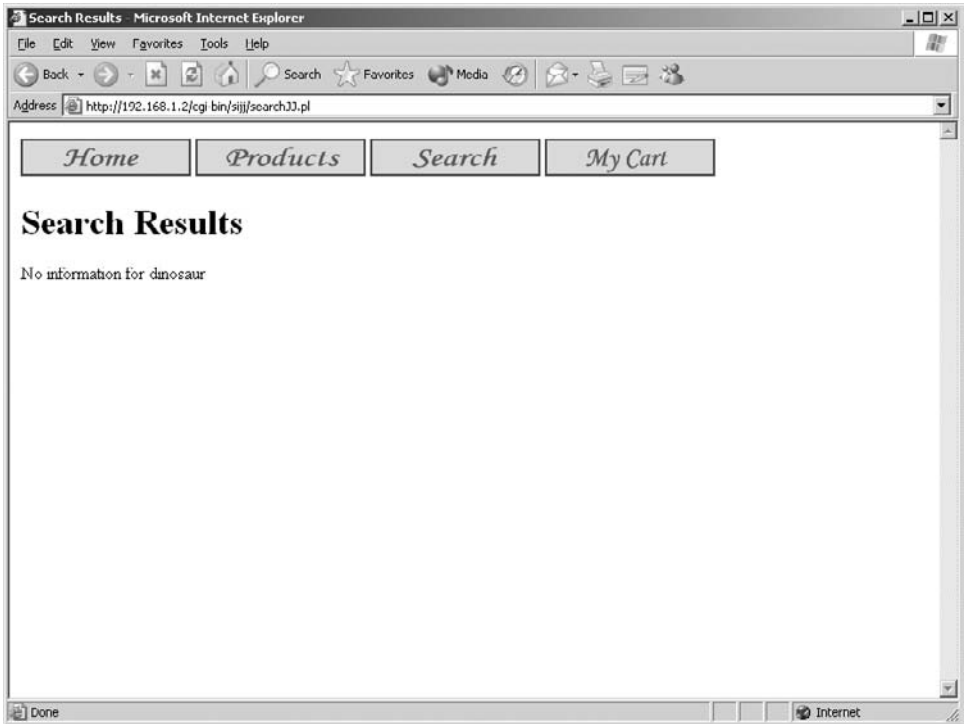 Search Results - Microsoft Internet Explorer
File Edit View Favorites Tools Help
Back Search Favorites Media
Address http://192.168.1.2/cgi-bin/sijj/searchJJ.pl
Home Products Search My Cart
Search Results
No information for dinosaur
Done Internet